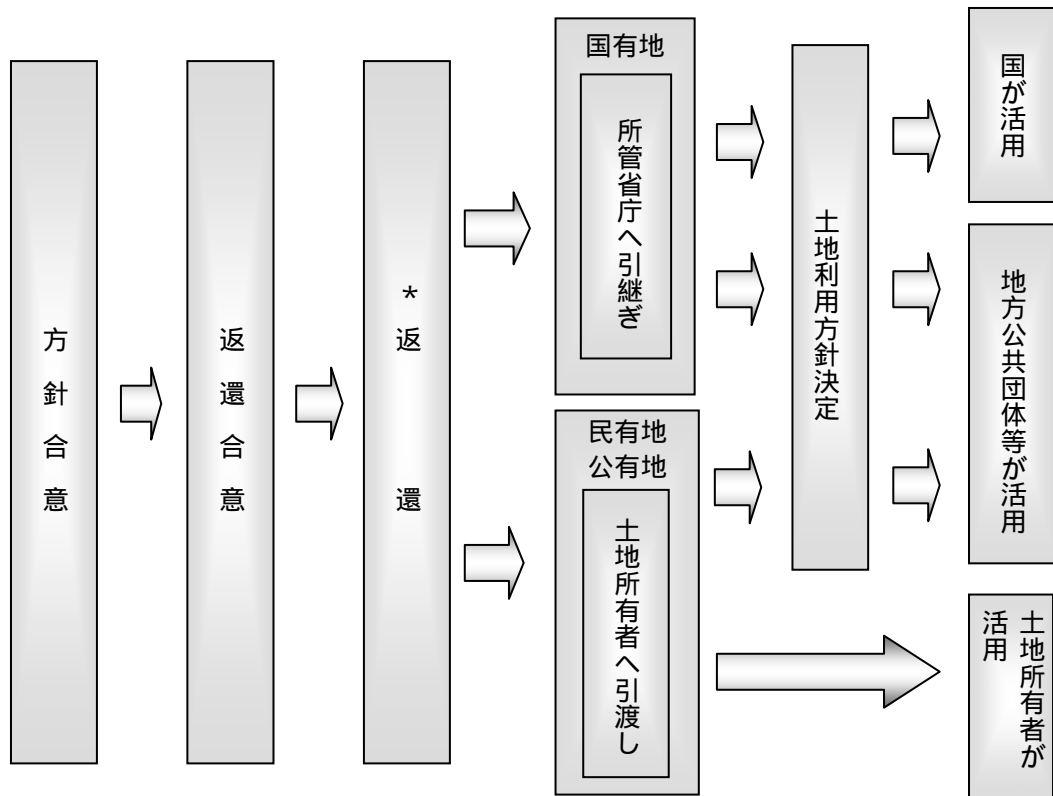 方針合意
返還合意
*返還
国有地
所管省庁へ引継ぎ
民有地
公有地
土地所有者へ引渡し
土地利用方針決定
国が活用
地方公共団体等が活用
土地所有者が
活用